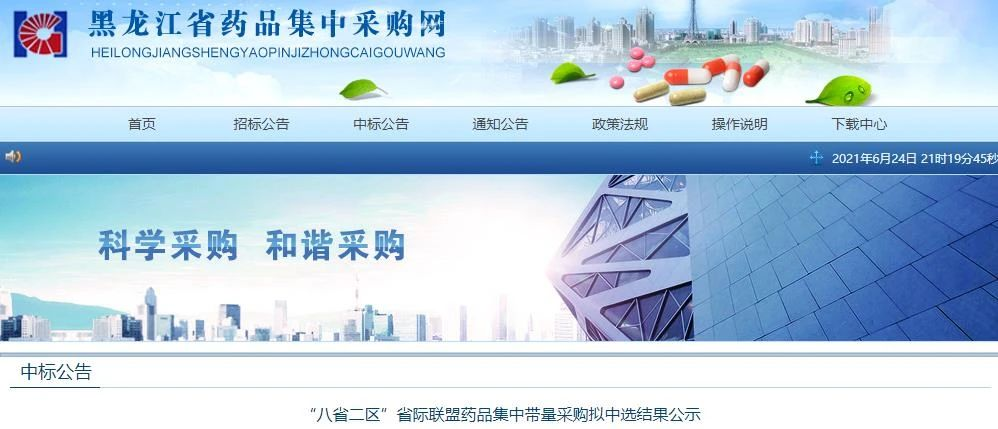 黑龙江省药品集中采购网
HEILONGJIANGSHENGYAOPINJIZHONGCAIGOUWANG
首页 招标公告 中标公告 通知公告 政策法规 操作说明 下载中心
2021年6月24日 21时19分45秒
科学采购 和谐采购
中标公告
“八省二区”省际联盟药品集中带量采购拟中选结果公示